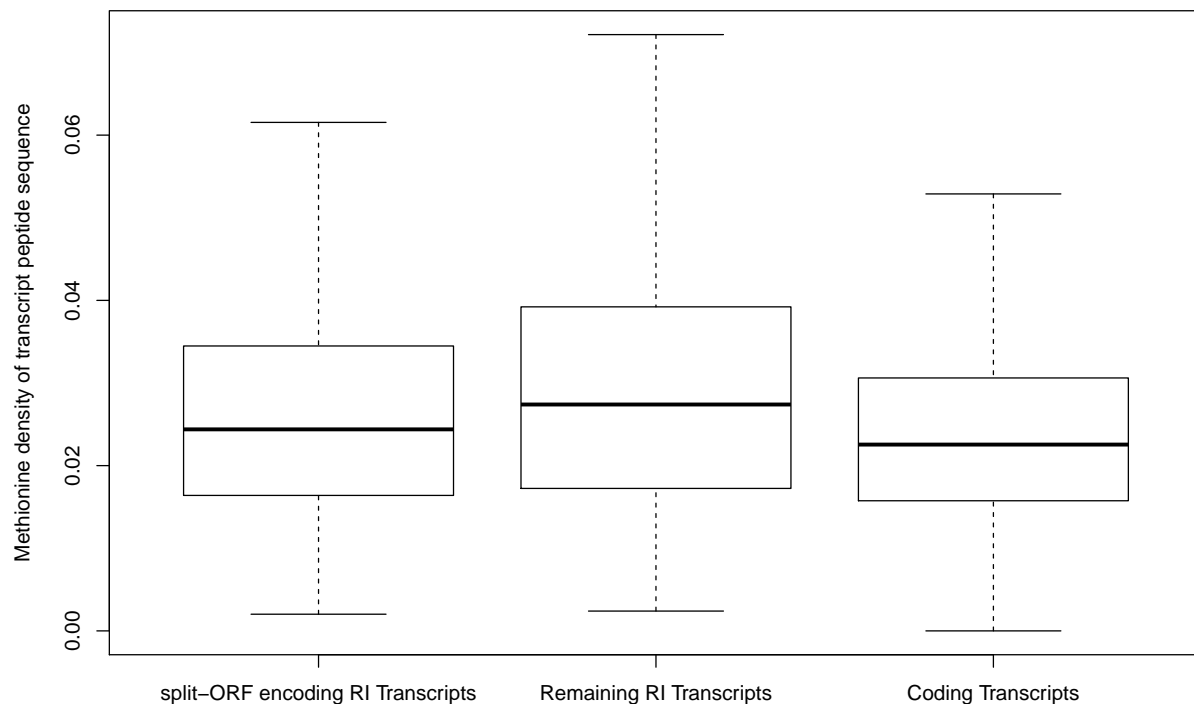 Methionine density of transcript peptide sequence
0.06
0.04
0.02
0.00
split−ORF encoding RI Transcripts
Remaining RI Transcripts
Coding Transcripts